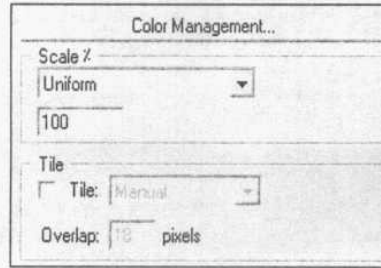 Color Management...
Scale %
Uniform
100
Tile
Tile: Manual
Overlap: 18 pixels